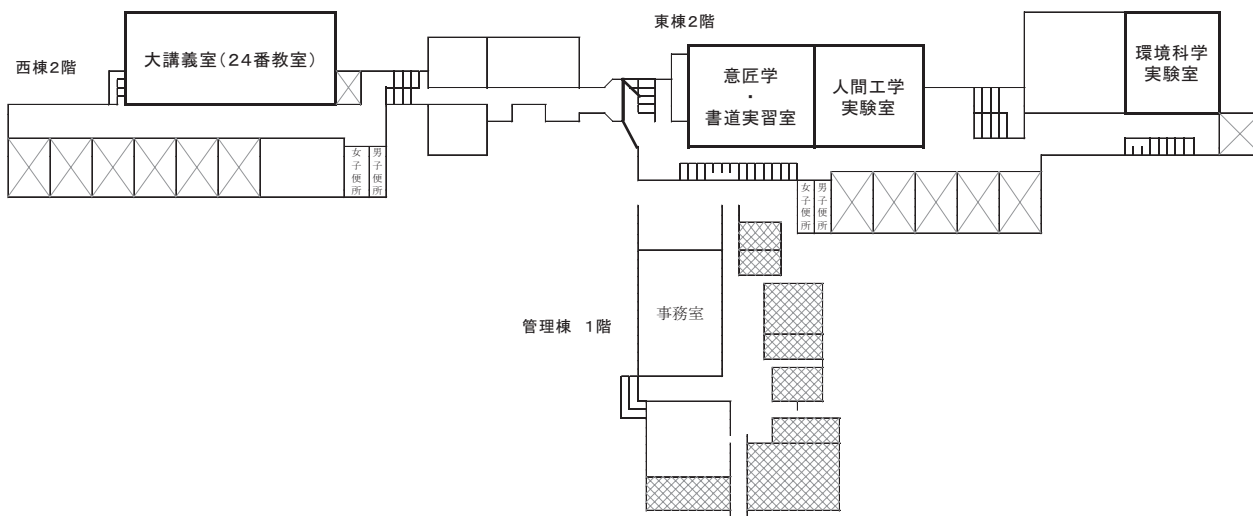 東棟2階
西棟2階
大講義室(24番教室)
意匠学
・
書道実習室
人間工学
実験室
環境科学
実験室
女子便所
男子便所
女子便所
男子便所
事務室
管理棟 1階